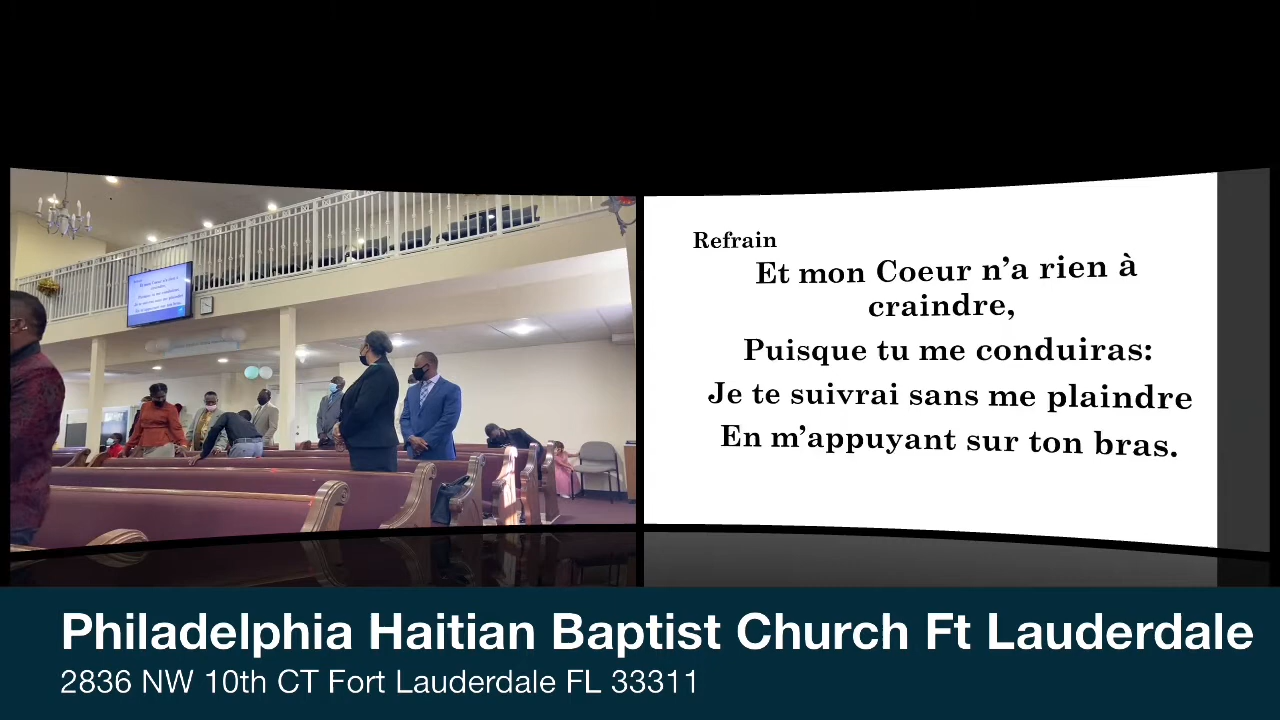 Refrain
Et mon Coeur n'a rien à
craindre,
Puisque tu me conduiras:
Je te suivrai sans me plaindre
En m'appuyant sur ton bras.
Philadelphia Haitian Baptist Church Ft Lauderdale
2836 NW 10th CT Fort Lauderdale FL 33311